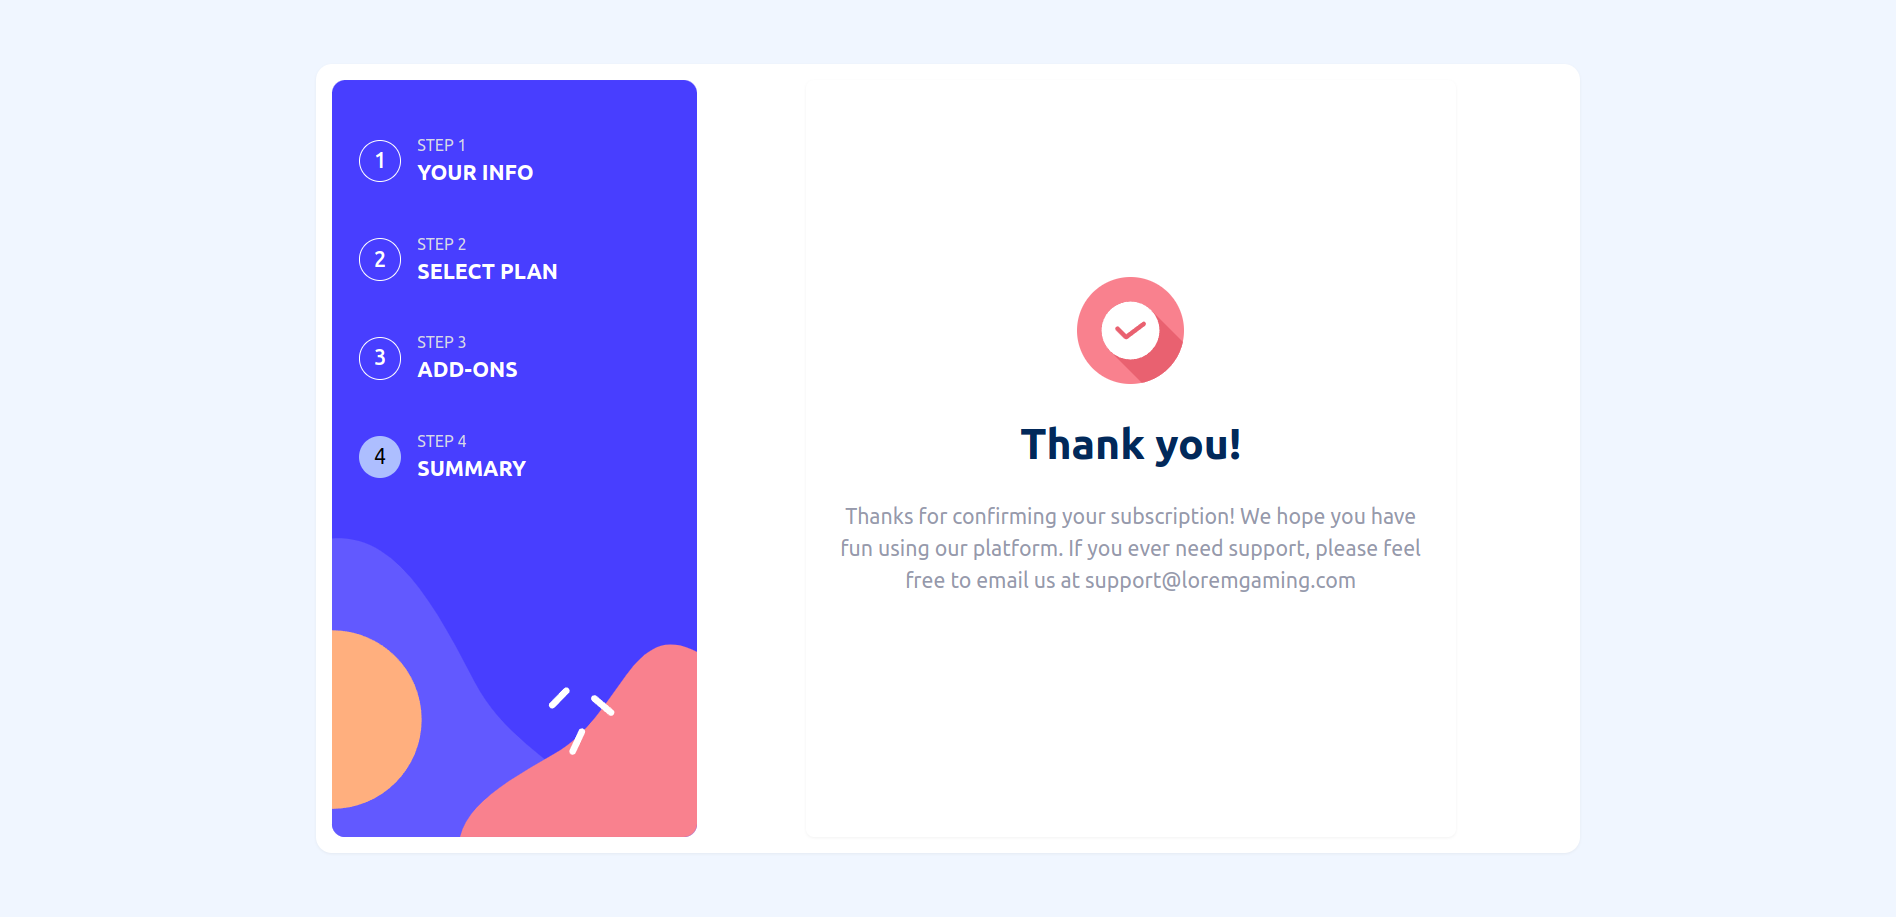 1
STEP 1
YOUR INFO
2
STEP 2
SELECT PLAN
3
STEP 3
ADD-ONS
4
STEP 4
SUMMARY
Thank you!
Thanks for confirming your subscription! We hope you have
fun using our platform. If you ever need support, please feel
free to email us at support@loremgaming.com